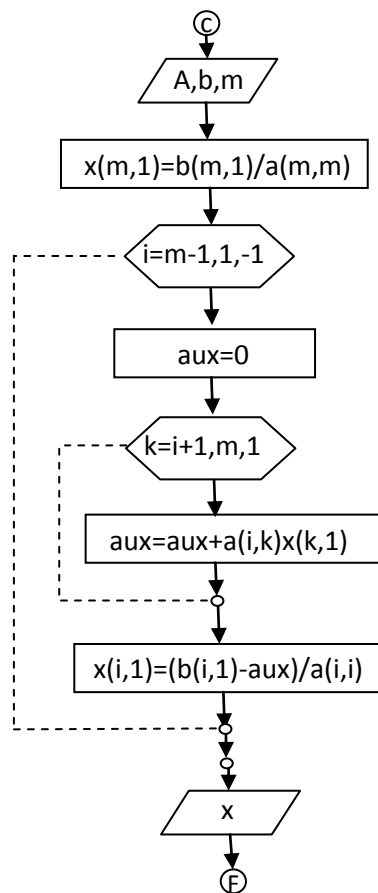 C
A,b,m
x(m,1)=b(m,1)/a(m,m)
i=m-1,1,-1
aux=0
k=i+1,m,1
aux=aux+a(i,k)x(k,1)
x(i,1)=(b(i,1)-aux)/a(i,i)
x
F